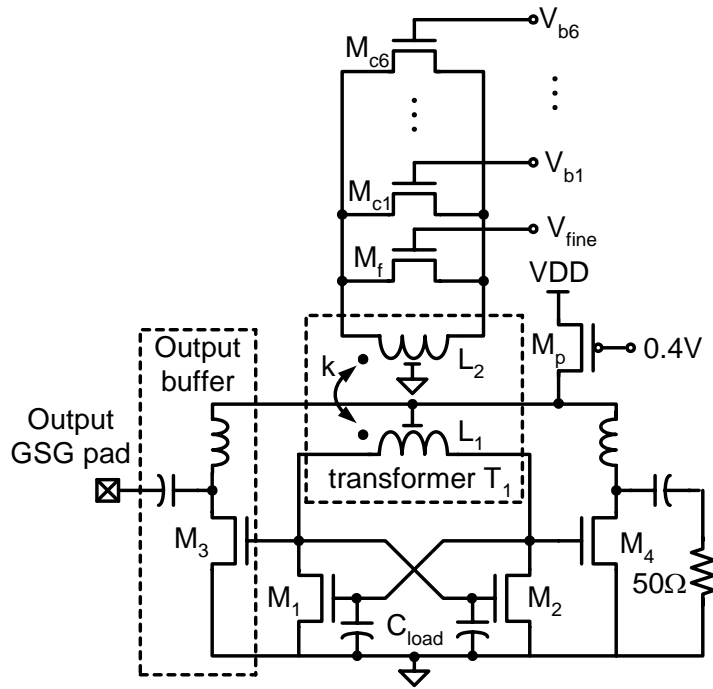 V_b6
M_c6
V_b1
M_c1
V_fine
M_f
VDD
Output
buffer
M_p
0.4V
k
L_2
Output
GSG pad
L_1
transformer T_1
M_3
M_4
M_1
M_2
50Ω
C_load